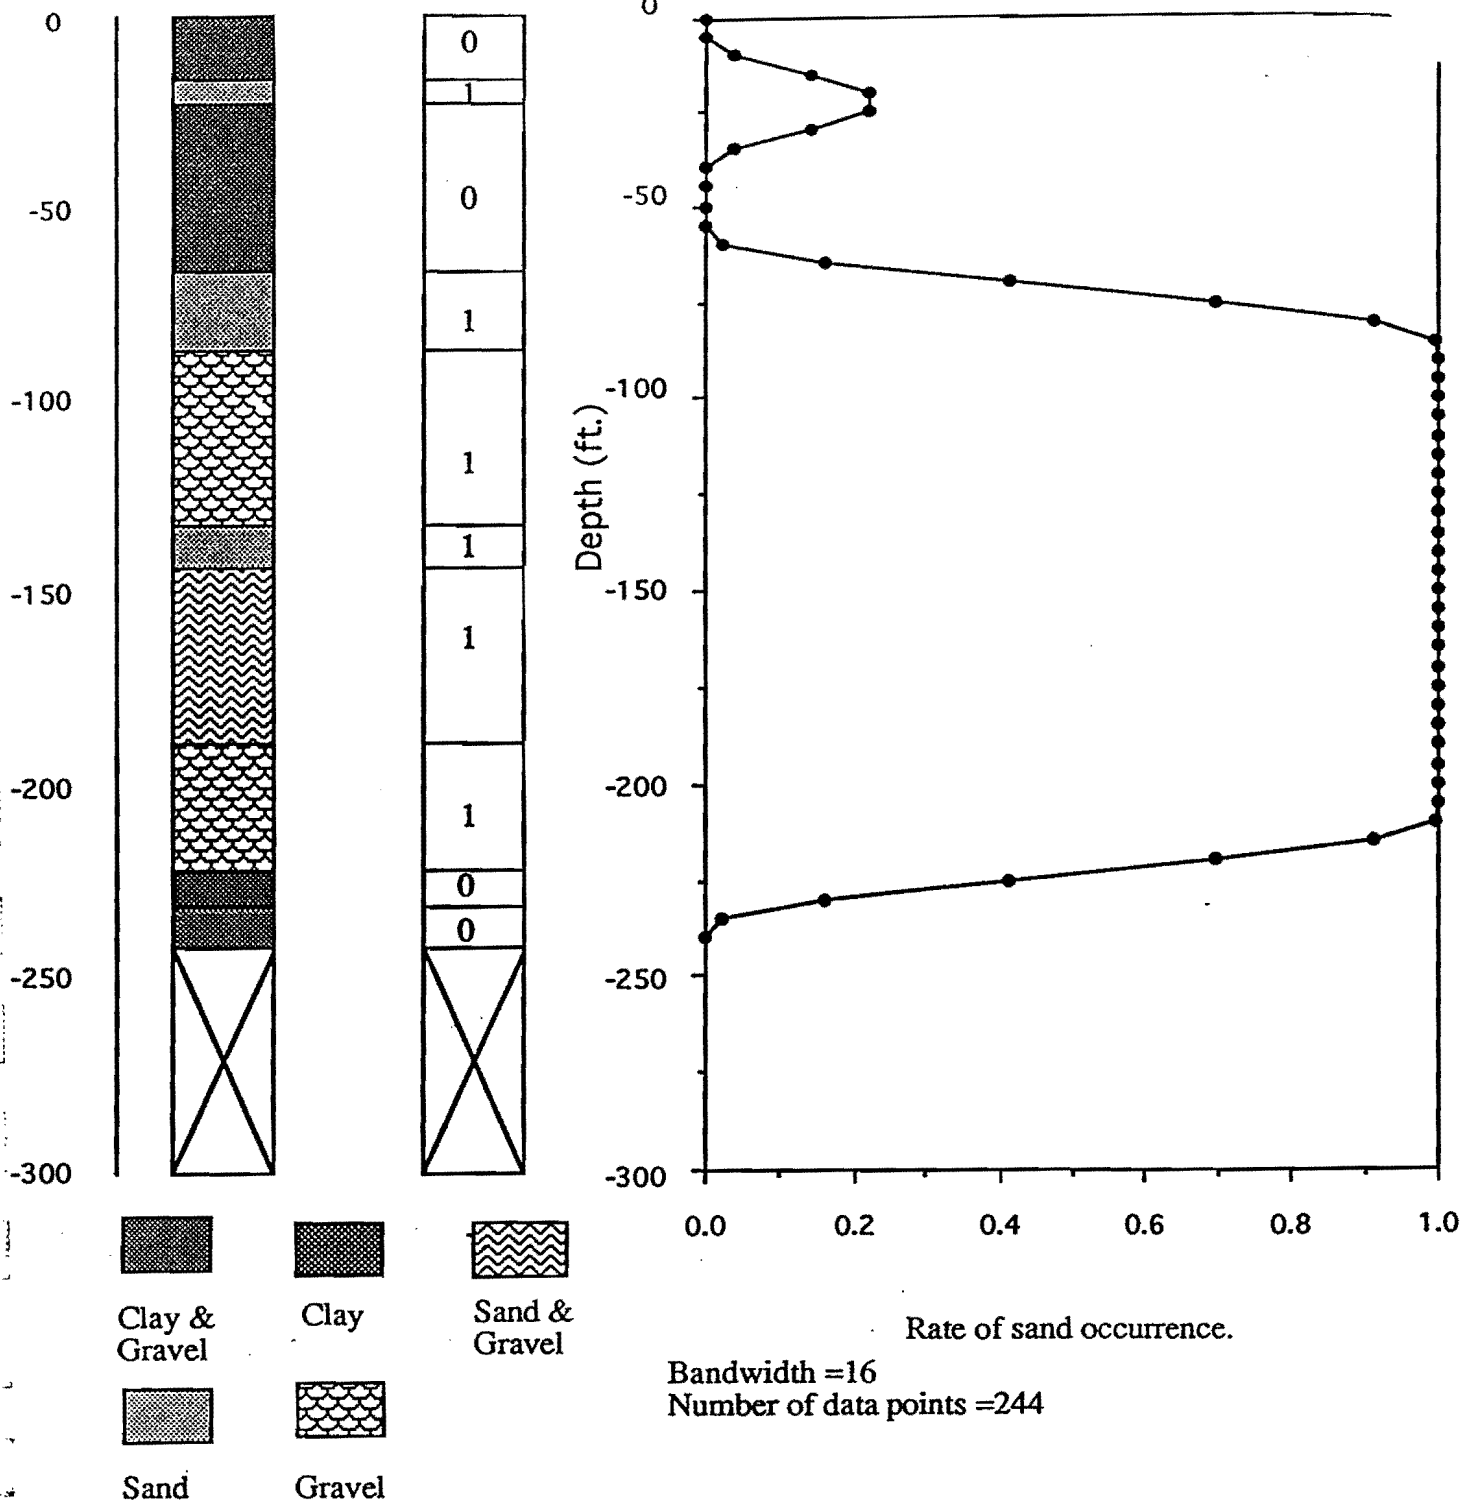 0
-50
-100
-150
-200
-250
-300
0
1
0
1
1
1
1
1
0
0
Depth (ft.)
0
-50
-100
-150
-200
-250
-300
0.0
0.2
0.4
0.6
0.8
1.0
Clay &
Gravel
Clay
Sand &
Gravel
Sand
Gravel
Rate of sand occurrence.
Bandwidth =16
Number of data points =244